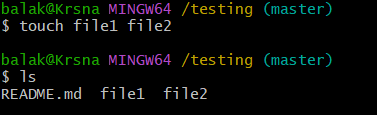 balak@Krsna MINGW64 /testing (master)
$ touch file1 file2
balak@Krsna MINGW64 /testing (master)
$ ls
README.md  file1  file2